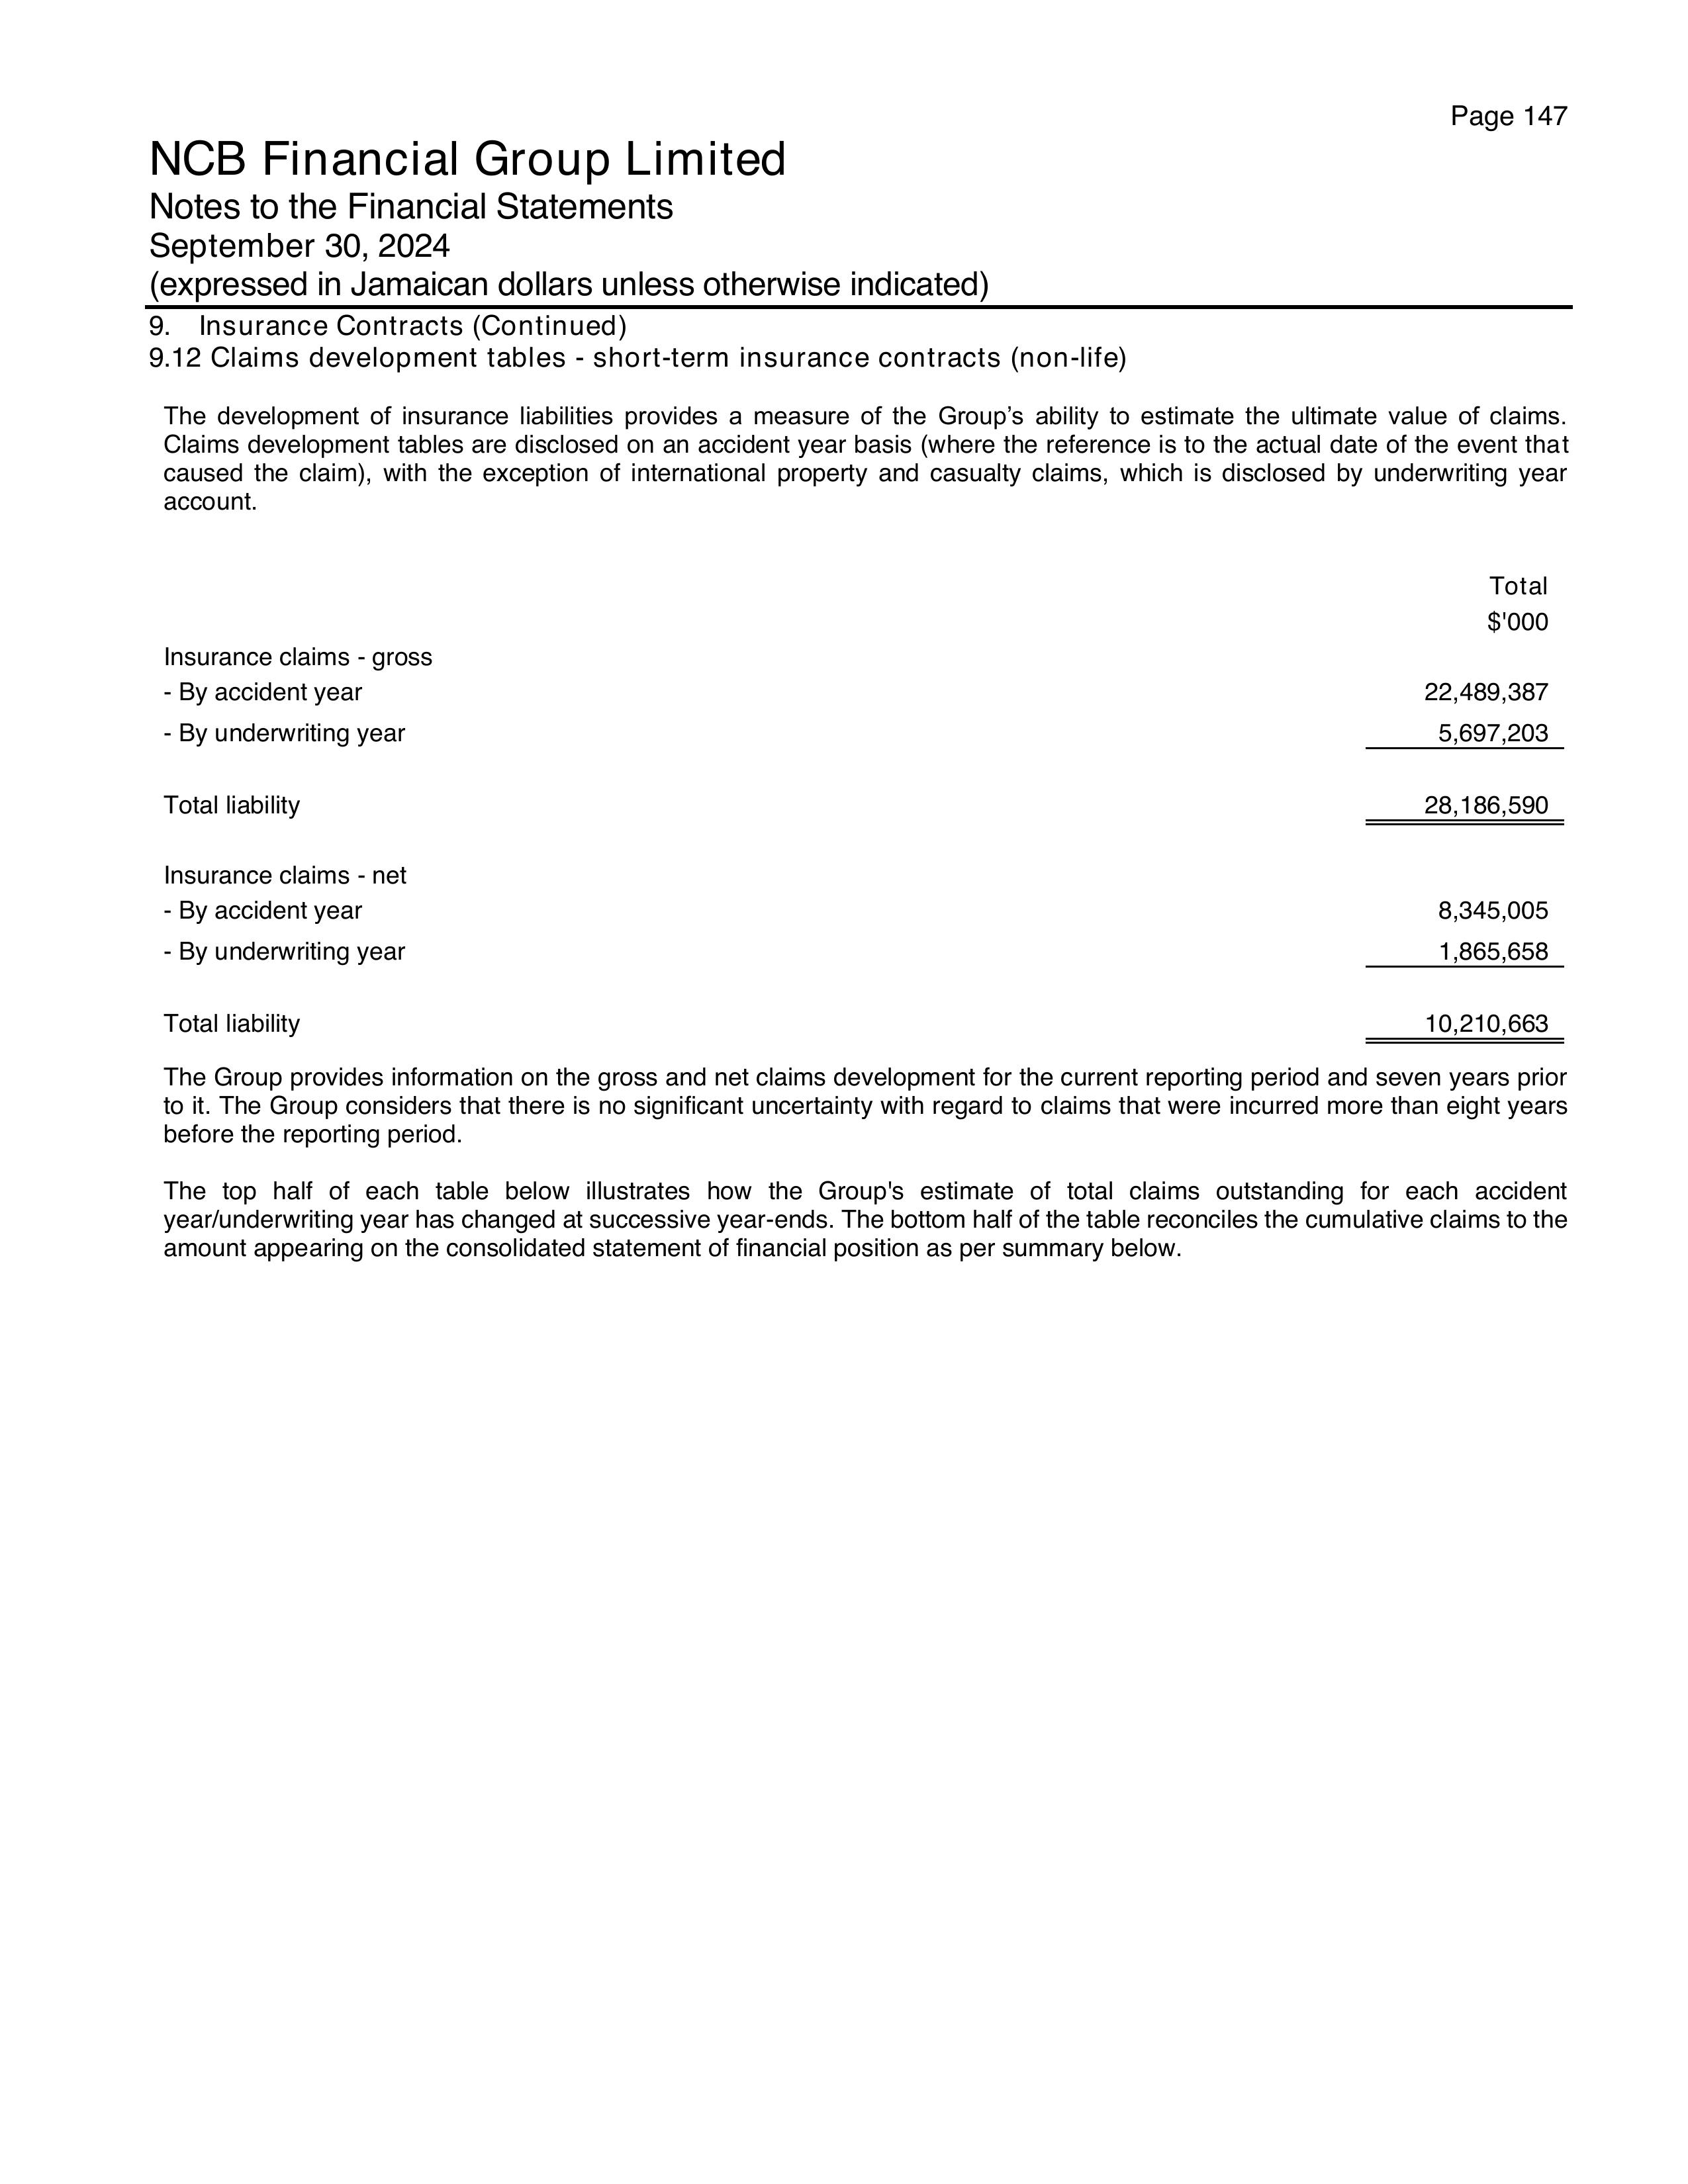 Page 147
NCB Financial Group Limited
Notes to the Financial Statements
September 30, 2024
(expressed in Jamaican dollars unless otherwise indicated)
9. Insurance Contracts (Continued)
9.12 Claims development tables - short-term insurance contracts (non-life)
The development of insurance liabilities provides a measure of the Group’s ability to estimate the ultimate value of claims.
Claims development tables are disclosed on an accident year basis (where the reference is to the actual date of the event that
caused the claim), with the exception of international property and casualty claims, which is disclosed by underwriting year
account.
Total
$'000
Insurance claims - gross
- By accident year 22,489,387
- By underwriting year 5,697,203
Total liability 28,186,590
Insurance claims - net
- By accident year 8,345,005
- By underwriting year 1,865,658
Total liability 10,210,663
The Group provides information on the gross and net claims development for the current reporting period and seven years prior
to it. The Group considers that there is no significant uncertainty with regard to claims that were incurred more than eight years
before the reporting period.
The top half of each table below illustrates how the Group's estimate of total claims outstanding for each accident
year/underwriting year has changed at successive year-ends. The bottom half of the table reconciles the cumulative claims to the
amount appearing on the consolidated statement of financial position as per summary below.